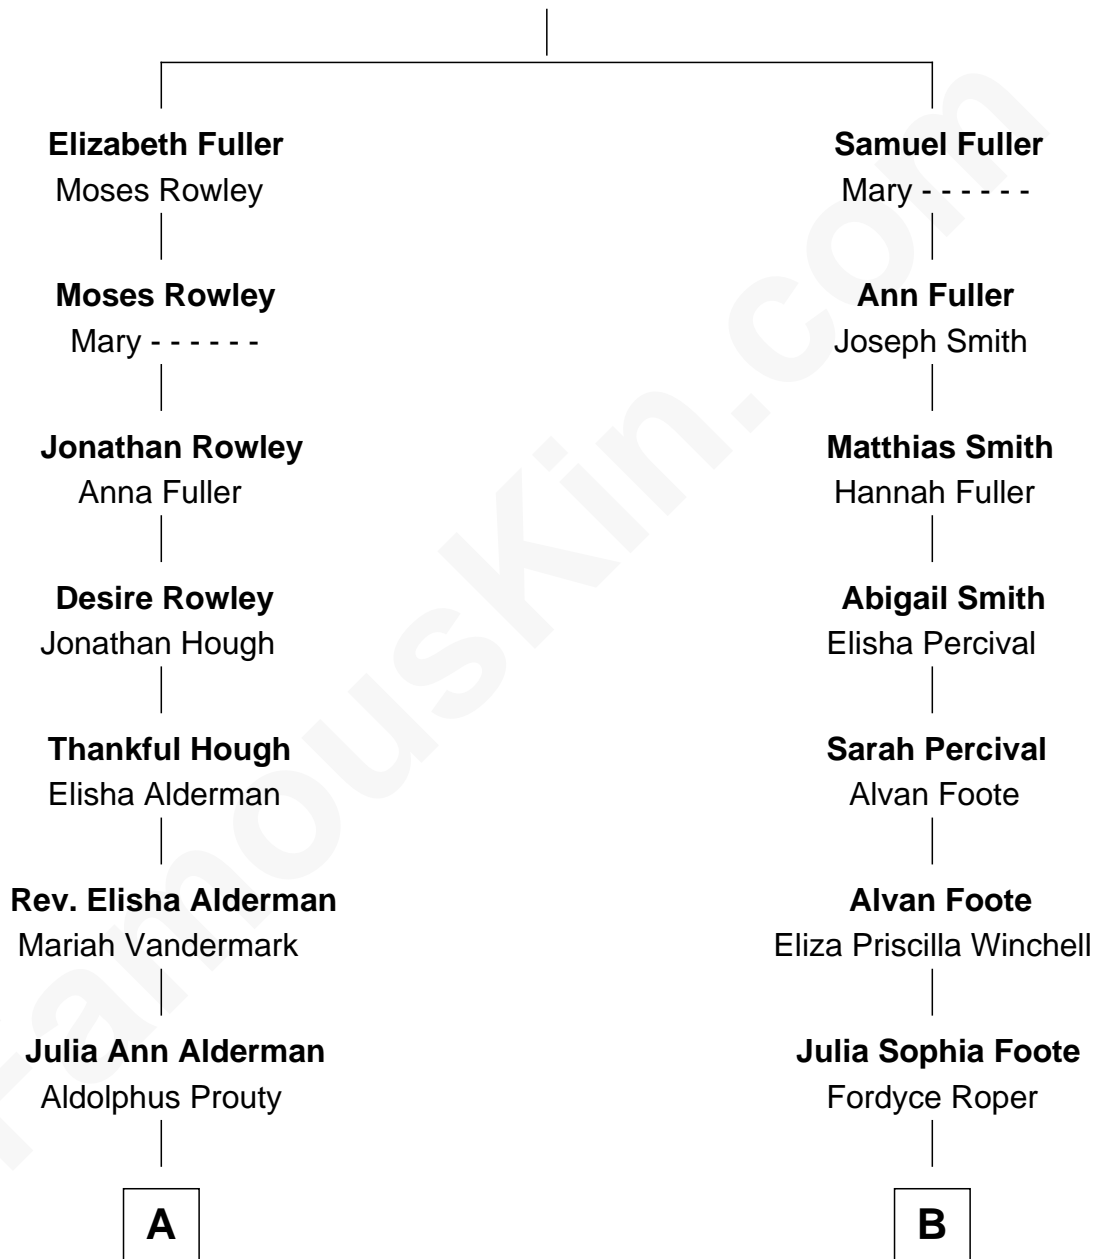 Elizabeth Fuller
Moses Rowley
Moses Rowley
Mary - - - - - -
Jonathan Rowley
Anna Fuller
Desire Rowley
Jonathan Hough
Thankful Hough
Elisha Alderman
Rev. Elisha Alderman
Mariah Vandermark
Julia Ann Alderman
Aldolphus Prouty
A
Samuel Fuller
Mary - - - - - -
Ann Fuller
Joseph Smith
Matthias Smith
Hannah Fuller
Abigail Smith
Elisha Percival
Sarah Percival
Alvan Foote
Alvan Foote
Eliza Priscilla Winchell
Julia Sophia Foote
Fordyce Roper
B
FamousKin.com